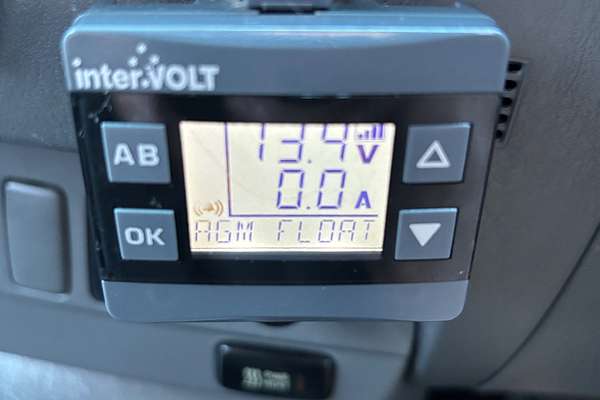 inter.VOLT
AB
13.4 V
0.0 A
OK
AGM FLOAT